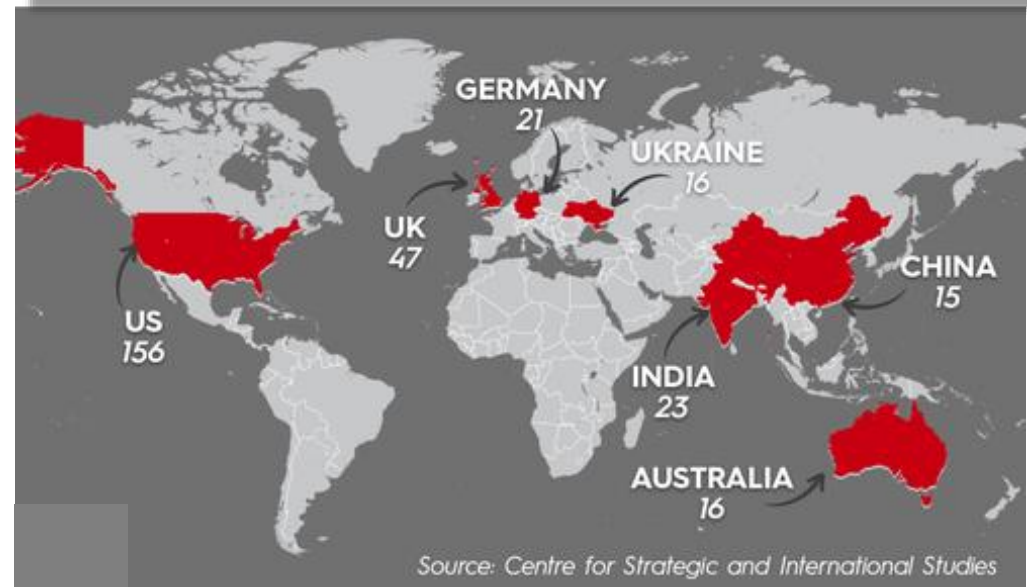 GERMANY
21
UKRAINE
16
UK
47
CHINA
15
US
156
INDIA
23
AUSTRALIA
16
Source: Centre for Strategic and International Studies